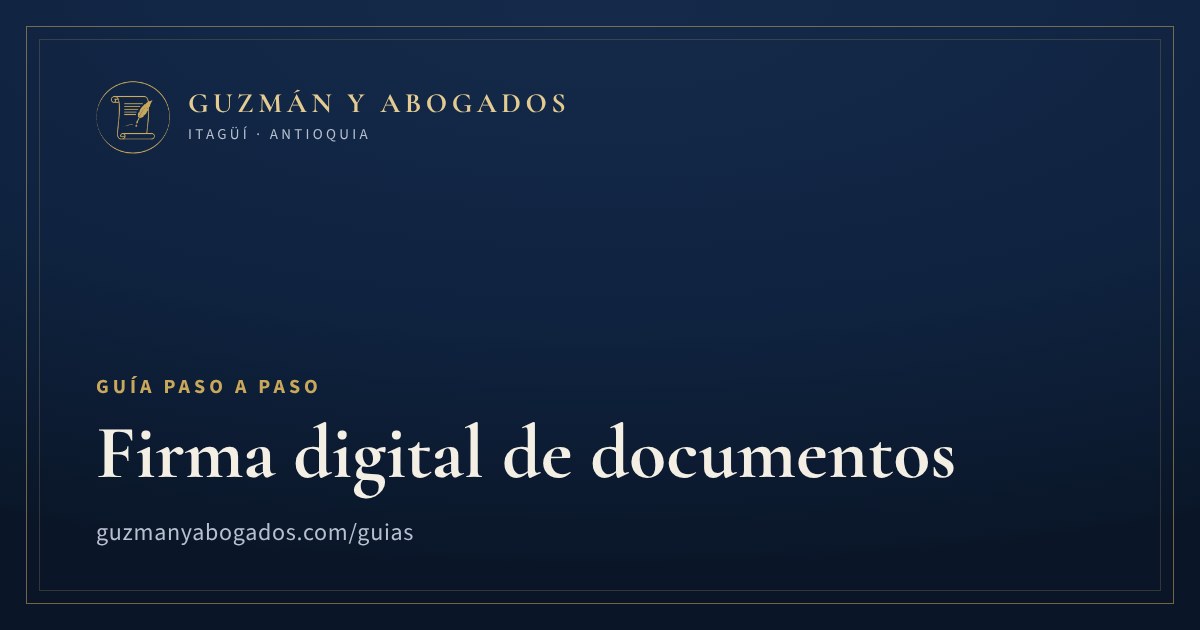 GUZMÁN Y ABOGADOS
ITAGÜÍ · ANTIOQUIA
GUÍA PASO A PASO
Firma digital de documentos
guzmanyabogados.com/guias